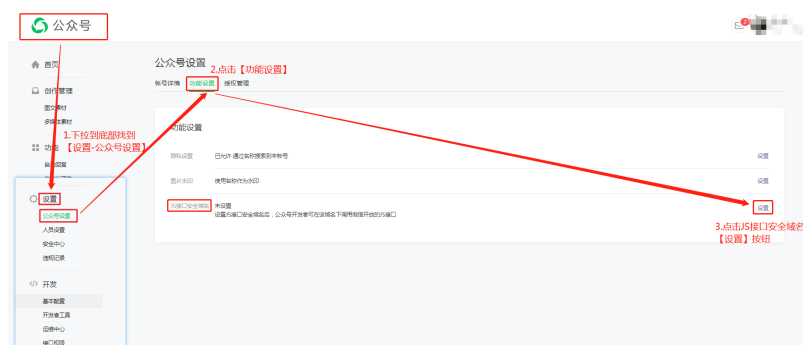 公众号
2
首页
创作管理
图文素材
多媒体素材
功能
自动回复
设置
公众号设置
人员设置
安全中心
违规记录
开发
基本配置
开发者工具
运维中心
接口权限
1.下拉到底部找到
【设置-公众号设置】
公众号设置
2.点击【功能设置】
帐号详情 功能设置 授权管理
功能设置
隐私设置 已允许 通过名称搜索到本帐号 设置
图片水印 使用名称作为水印 设置
JS接口安全域名 未设置 设置
设置JS接口安全域名后，公众号开发者可在该域名下调用微信开放的JS接口
3.点击JS接口安全域名
【设置】按钮